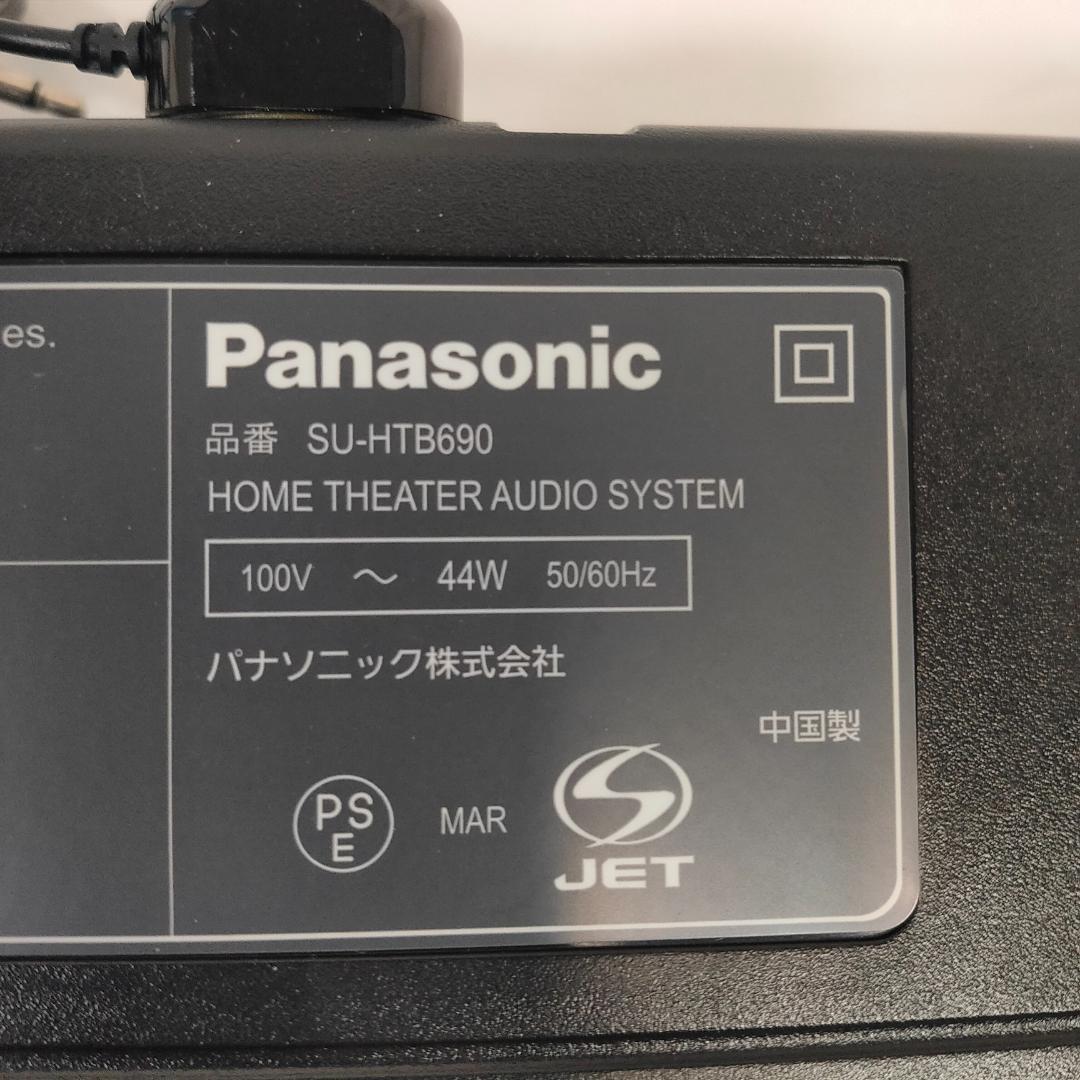 es.
Panasonic
品番 SU-HTB690
HOME THEATER AUDIO SYSTEM
100V ～ 44W 50/60Hz
パナソニック株式会社
中国製
PS
E
MAR
JET